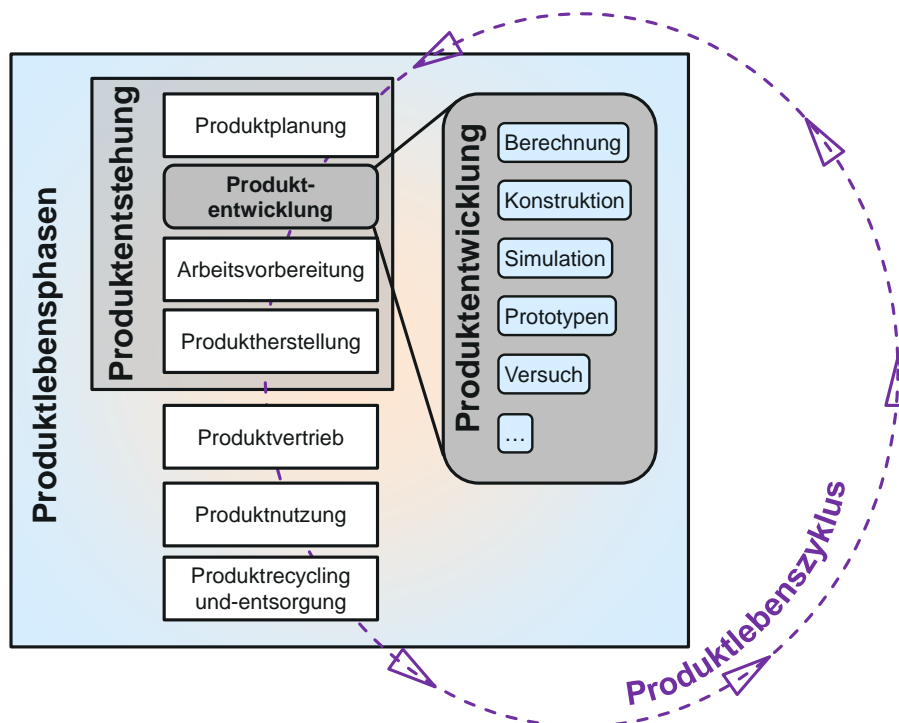 Produktlebensphasen
Produktentstehung
Produktplanung
Produkt-
entwicklung
Arbeitsvorbereitung
Produktherstellung
Produktvertrieb
Produktnutzung
Produktrecycling
und-entsorgung
Produktentwicklung
Berechnung
Konstruktion
Simulation
Prototypen
Versuch
…
Produktlebenszyklus